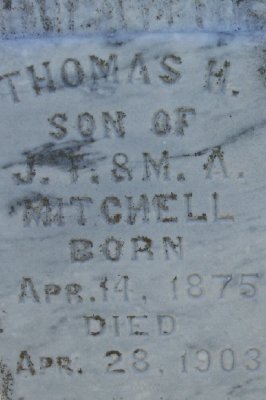 THOMAS H.
SON OF
J. T. & M. A.
MITCHELL
BORN
APR. 14, 1875
DIED
APR. 28, 1903